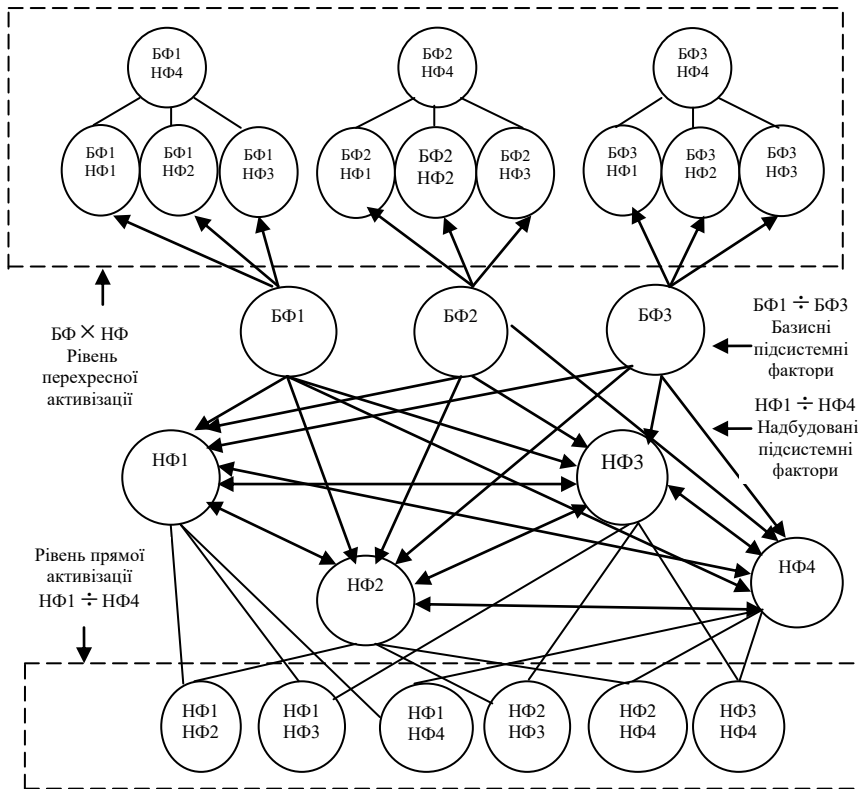 БФ1
НФ4
БФ2
НФ4
БФ3
НФ4
БФ1
НФ1
БФ1
НФ2
БФ1
НФ3
БФ2
НФ1
БФ2
НФ2
БФ2
НФ3
БФ3
НФ1
БФ3
НФ2
БФ3
НФ3
БФ1
БФ2
БФ3
БФ × НФ
Рівень
перехресної
активізації
БФ1 ÷ БФ3
Базисні
підсистемні
фактори
НФ1 ÷ НФ4
Надбудовані
підсистемні
фактори
НФ1
НФ3
Рівень прямої
активізації
НФ1 ÷ НФ4
НФ2
НФ4
НФ1
НФ2
НФ1
НФ3
НФ1
НФ4
НФ2
НФ3
НФ2
НФ4
НФ3
НФ4